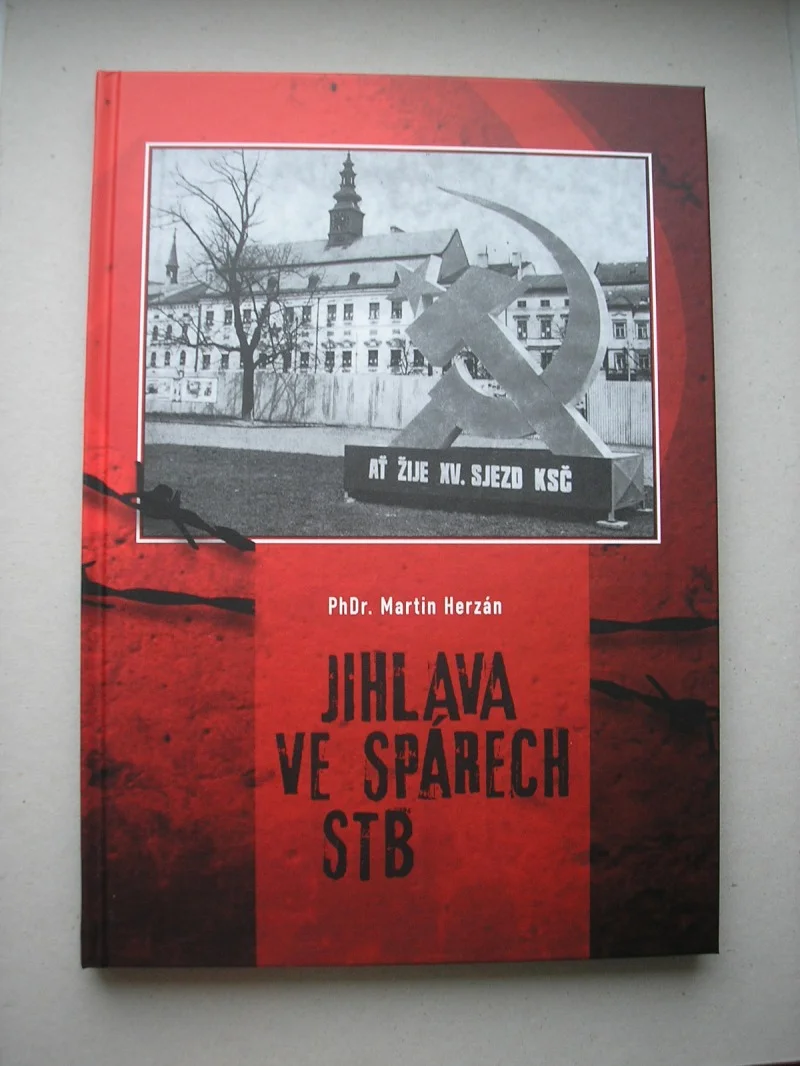 AŤ ŽIJE XV. SJEZD KSČ
PhDr. Martin Herzán
JIHLAVA
VE SPÁRECH
STB